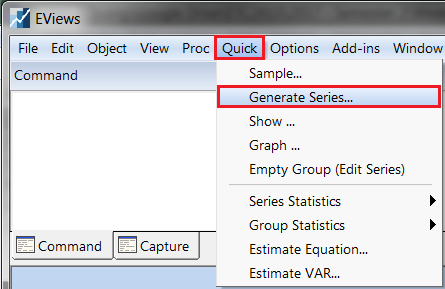 EViews
File Edit Object View Proc Quick Options Add-ins Window
Command
Sample...
Generate Series...
Show ...
Graph ...
Empty Group (Edit Series)
Series Statistics
Group Statistics
Estimate Equation...
Estimate VAR...
Command Capture